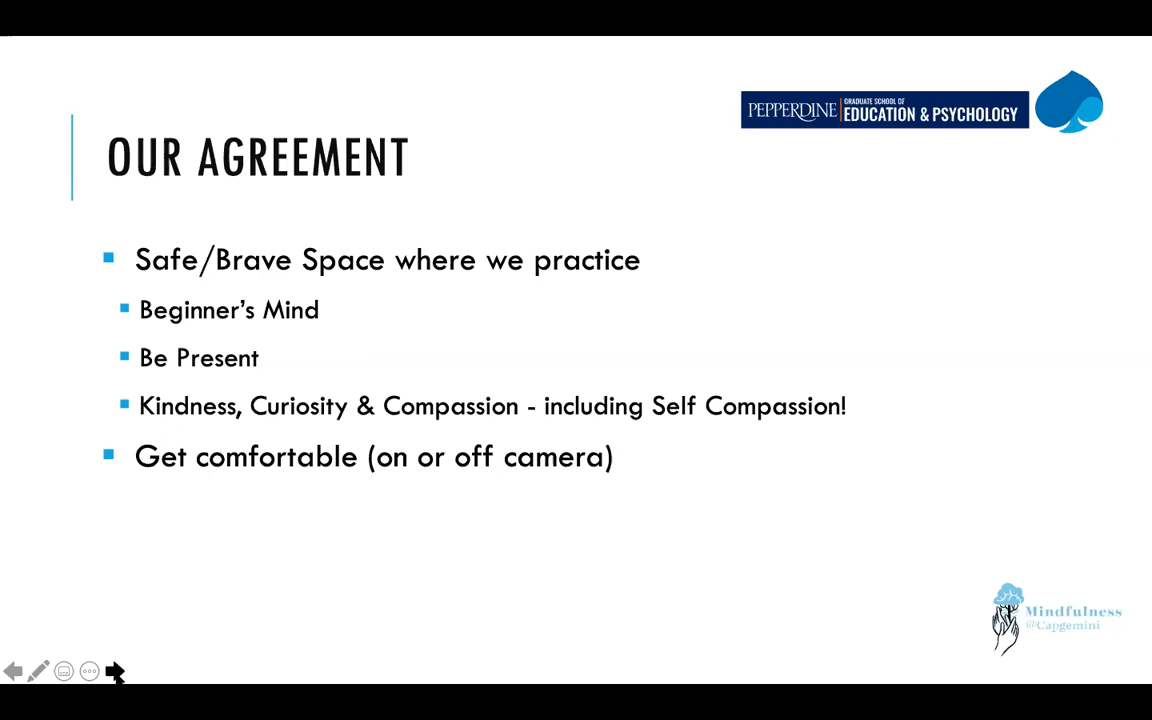 PEPPERDINE GRADUATE SCHOOL OF EDUCATION & PSYCHOLOGY
OUR AGREEMENT
Safe/Brave Space where we practice
Beginner’s Mind
Be Present
Kindness, Curiosity & Compassion - including Self Compassion!
Get comfortable (on or off camera)
Mindfulness
@Capgemini